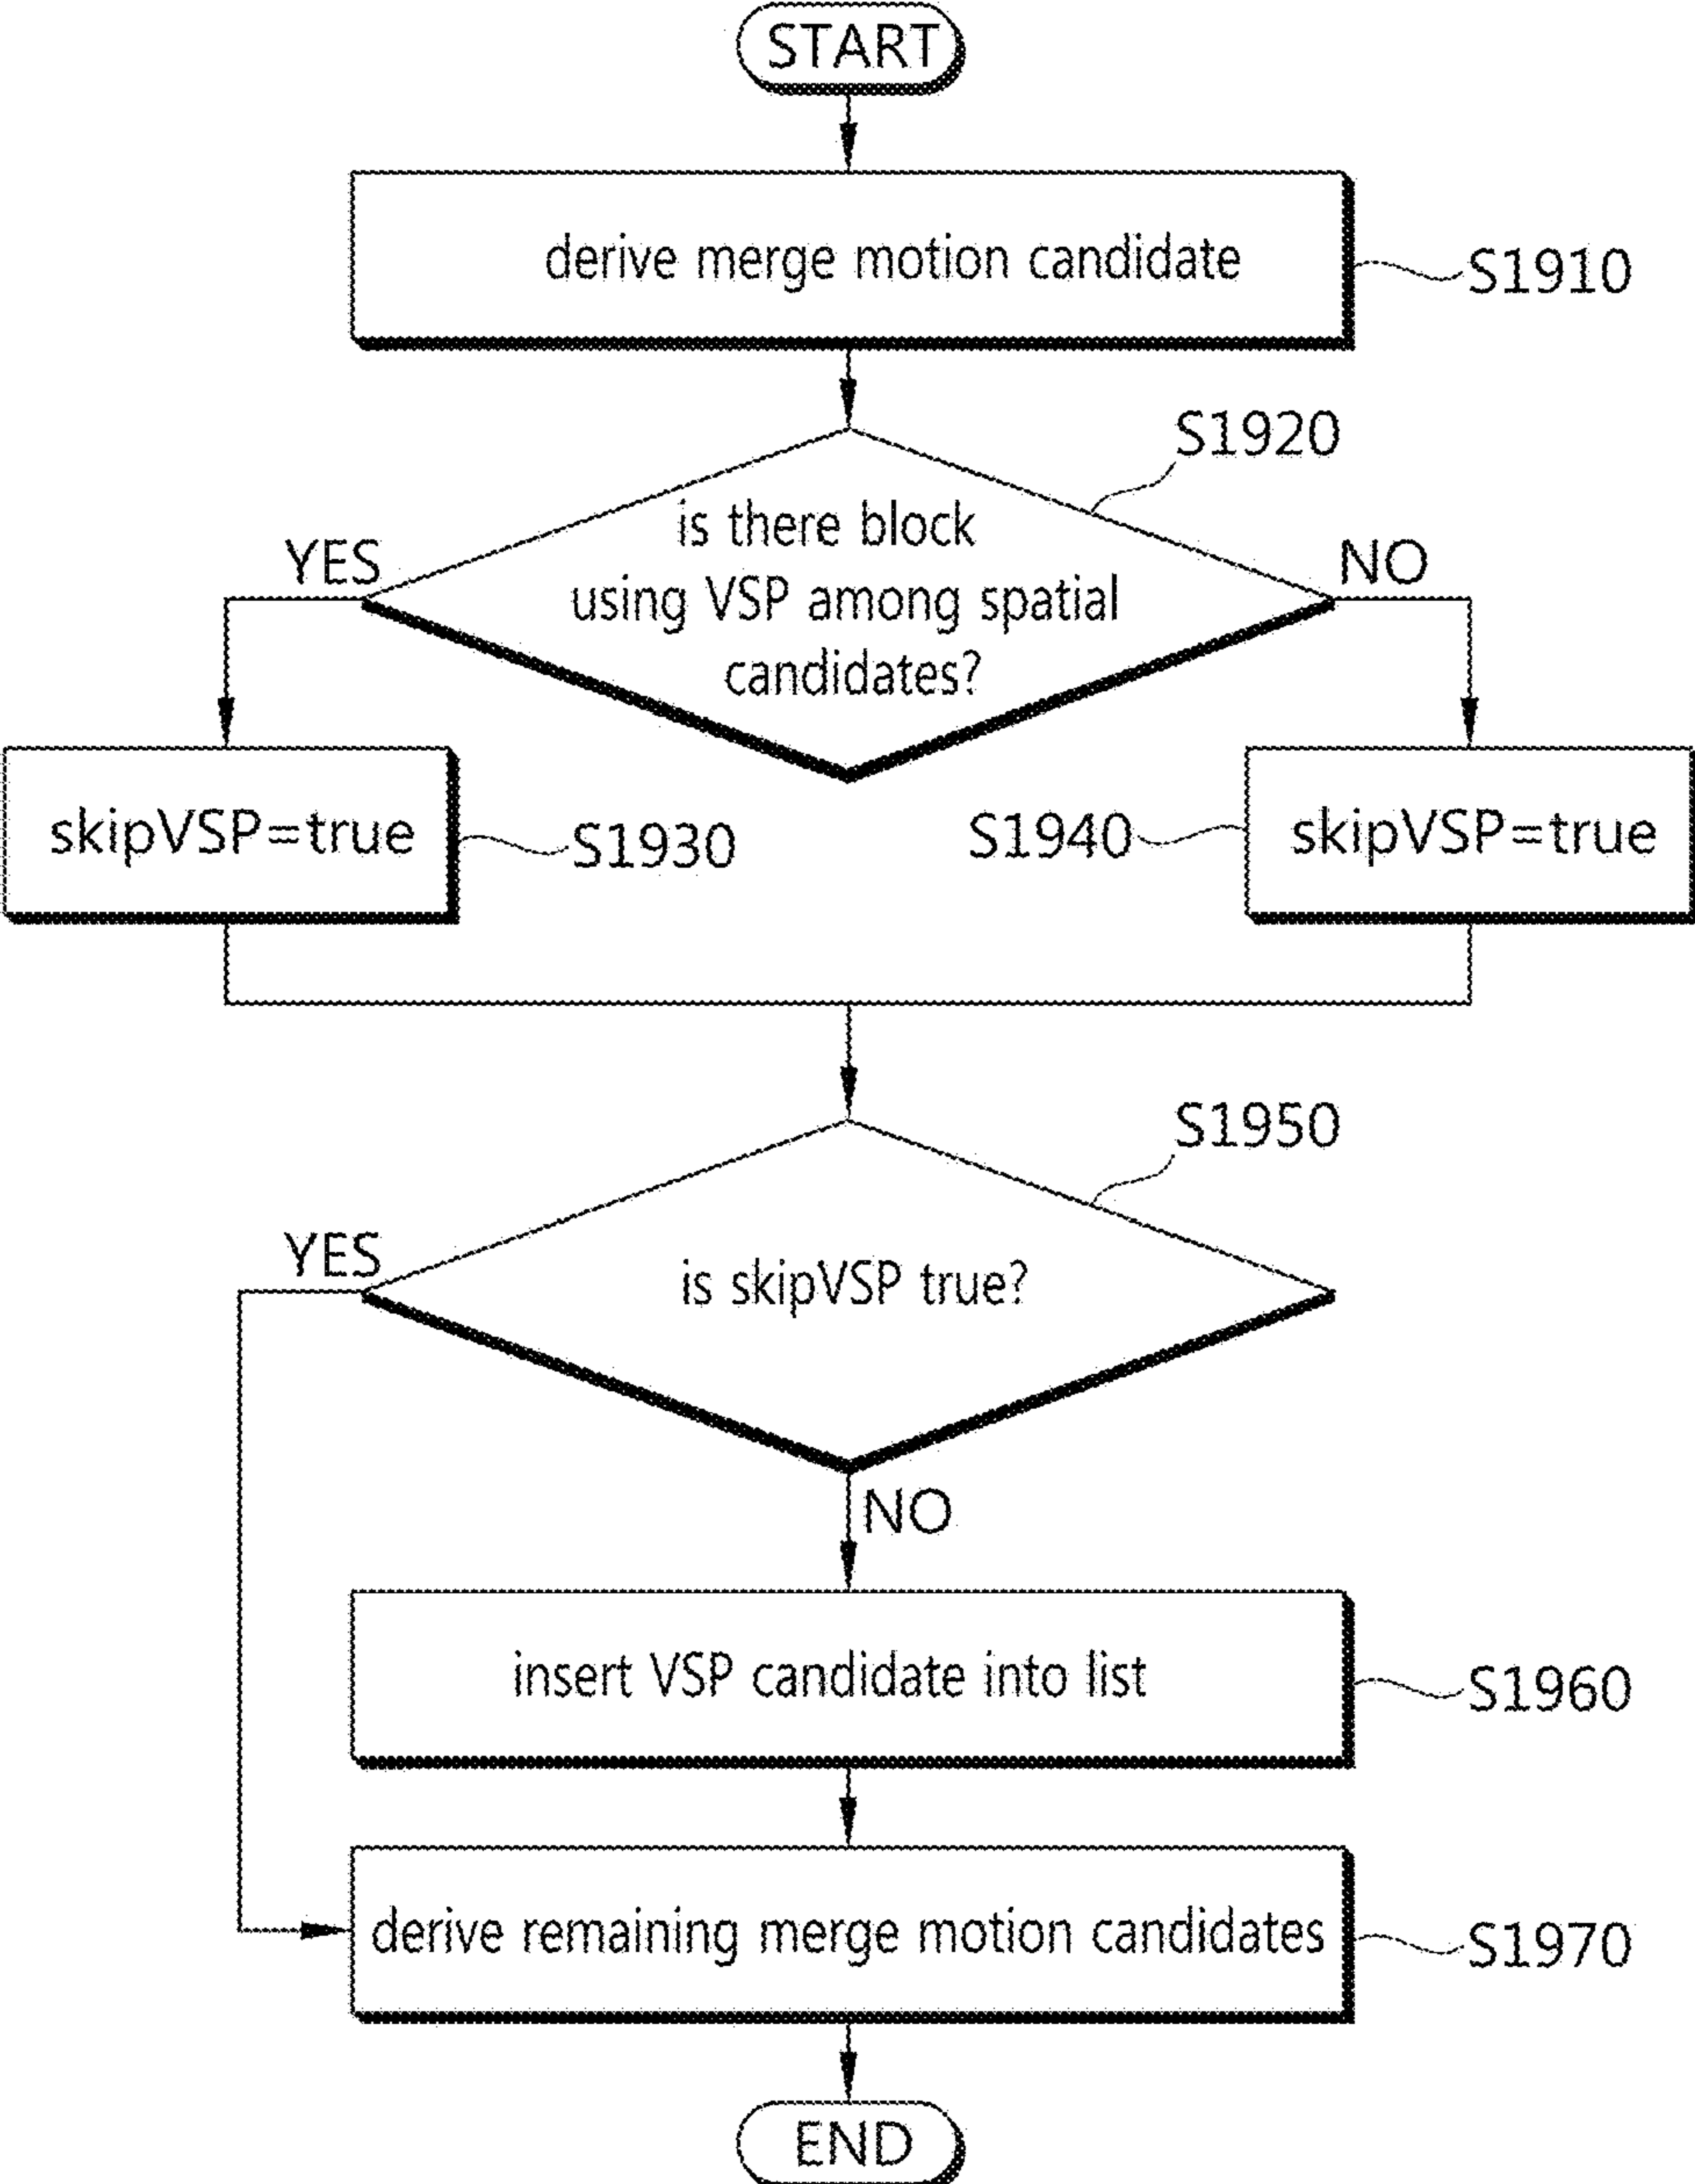 START
derive merge motion candidate
S1910
S1920
is there block
using VSP among spatial
candidates?
YES
NO
skipVSP=true
S1930
S1940
skipVSP=true
S1950
YES
is skipVSP true?
NO
insert VSP candidate into list
S1960
derive remaining merge motion candidates
S1970
END